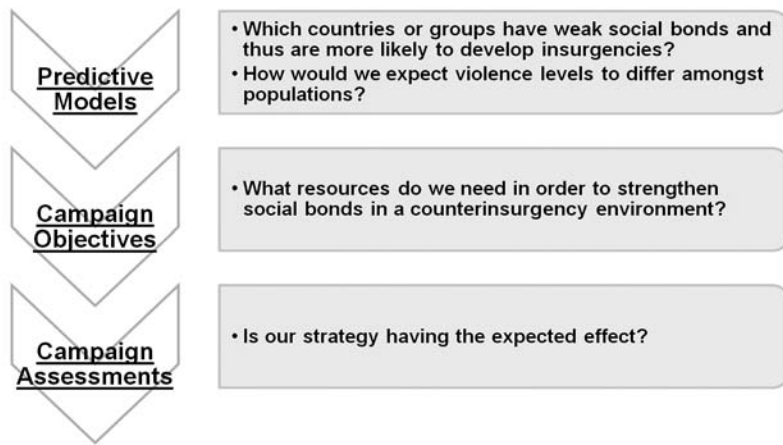 Predictive
Models
• Which countries or groups have weak social bonds and
thus are more likely to develop insurgencies?
• How would we expect violence levels to differ amongst
populations?
Campaign
Objectives
• What resources do we need in order to strengthen
social bonds in a counterinsurgency environment?
Campaign
Assessments
• Is our strategy having the expected effect?